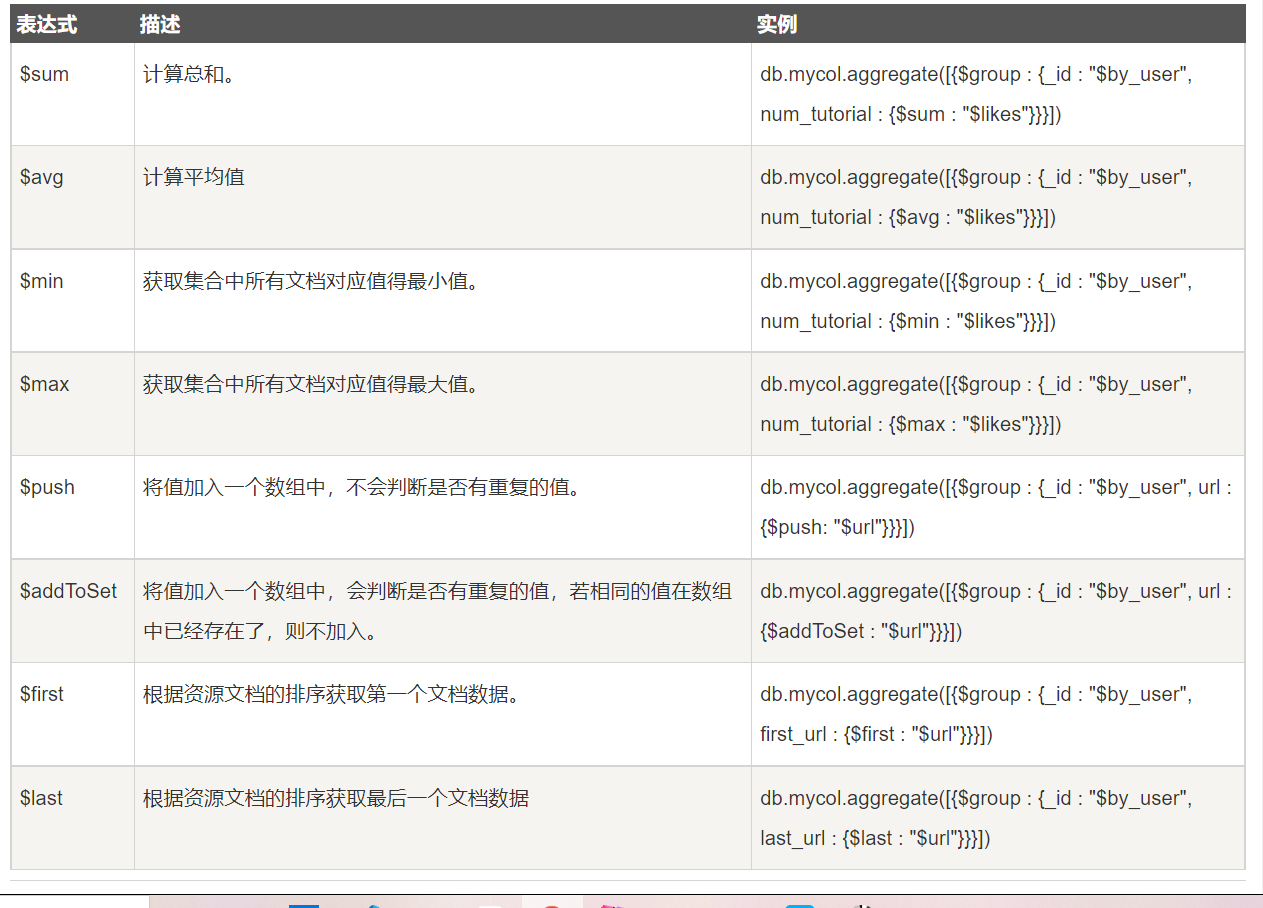 表达式 描述 实例
$sum 计算总和。 db.mycol.aggregate([{$group : {_id : "$by_user",
num_tutorial : {$sum : "$likes"}}}])
$avg 计算平均值 db.mycol.aggregate([{$group : {_id : "$by_user",
num_tutorial : {$avg : "$likes"}}}])
$min 获取集合中所有文档对应值得最小值。 db.mycol.aggregate([{$group : {_id : "$by_user",
num_tutorial : {$min : "$likes"}}}])
$max 获取集合中所有文档对应值得最大值。 db.mycol.aggregate([{$group : {_id : "$by_user",
num_tutorial : {$max : "$likes"}}}])
$push 将值加入一个数组中，不会判断是否有重复的值。 db.mycol.aggregate([{$group : {_id : "$by_user", url :
{$push: "$url"}}}])
$addToSet 将值加入一个数组中，会判断是否有重复的值，若相同的值在数组 db.mycol.aggregate([{$group : {_id : "$by_user", url :
中已经存在了，则不加入。 {$addToSet : "$url"}}}])
$first 根据资源文档的排序获取第一个文档数据。 db.mycol.aggregate([{$group : {_id : "$by_user",
first_url : {$first : "$url"}}}])
$last 根据资源文档的排序获取最后一个文档数据 db.mycol.aggregate([{$group : {_id : "$by_user",
last_url : {$last : "$url"}}}])